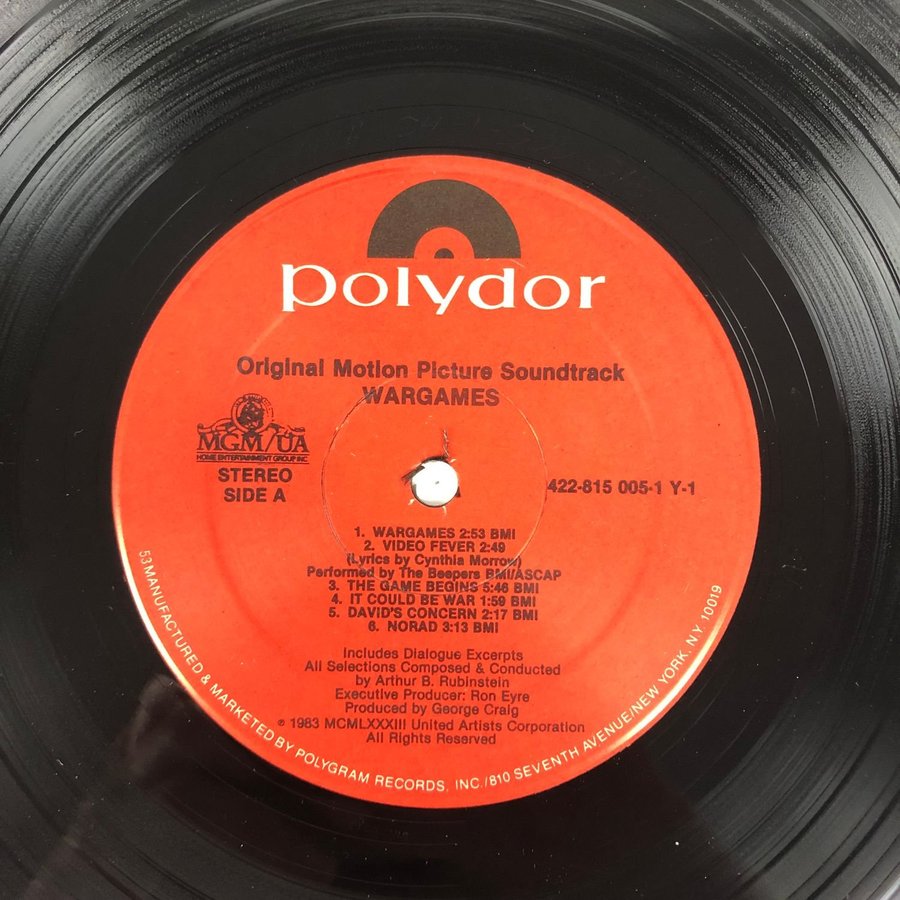 polydor
Original Motion Picture Soundtrack
WARGAMES
MGM/UA
HOME ENTERTAINMENT GROUP INC
STEREO
SIDE A
422-815 005-1 Y-1
1. WARGAMES 2:53 BMI
2. VIDEO FEVER 2:49
(Lyrics by Cynthia Morrow)
Performed by The Beepers BMI/ASCAP
3. THE GAME BEGINS 5:46 BMI
4. IT COULD BE WAR 1:59 BMI
5. DAVID'S CONCERN 2:17 BMI
6. NORAD 3:13 BMI
Includes Dialogue Excerpts
All Selections Composed & Conducted
by Arthur B. Rubinstein
Executive Producer: Ron Eyre
Produced by George Craig
℗ 1983 MCMLXXXIII United Artists Corporation
All Rights Reserved
53 MANUFACTURED & MARKETED BY POLYGRAM RECORDS, INC./810 SEVENTH AVENUE/NEW YORK, N.Y. 10019